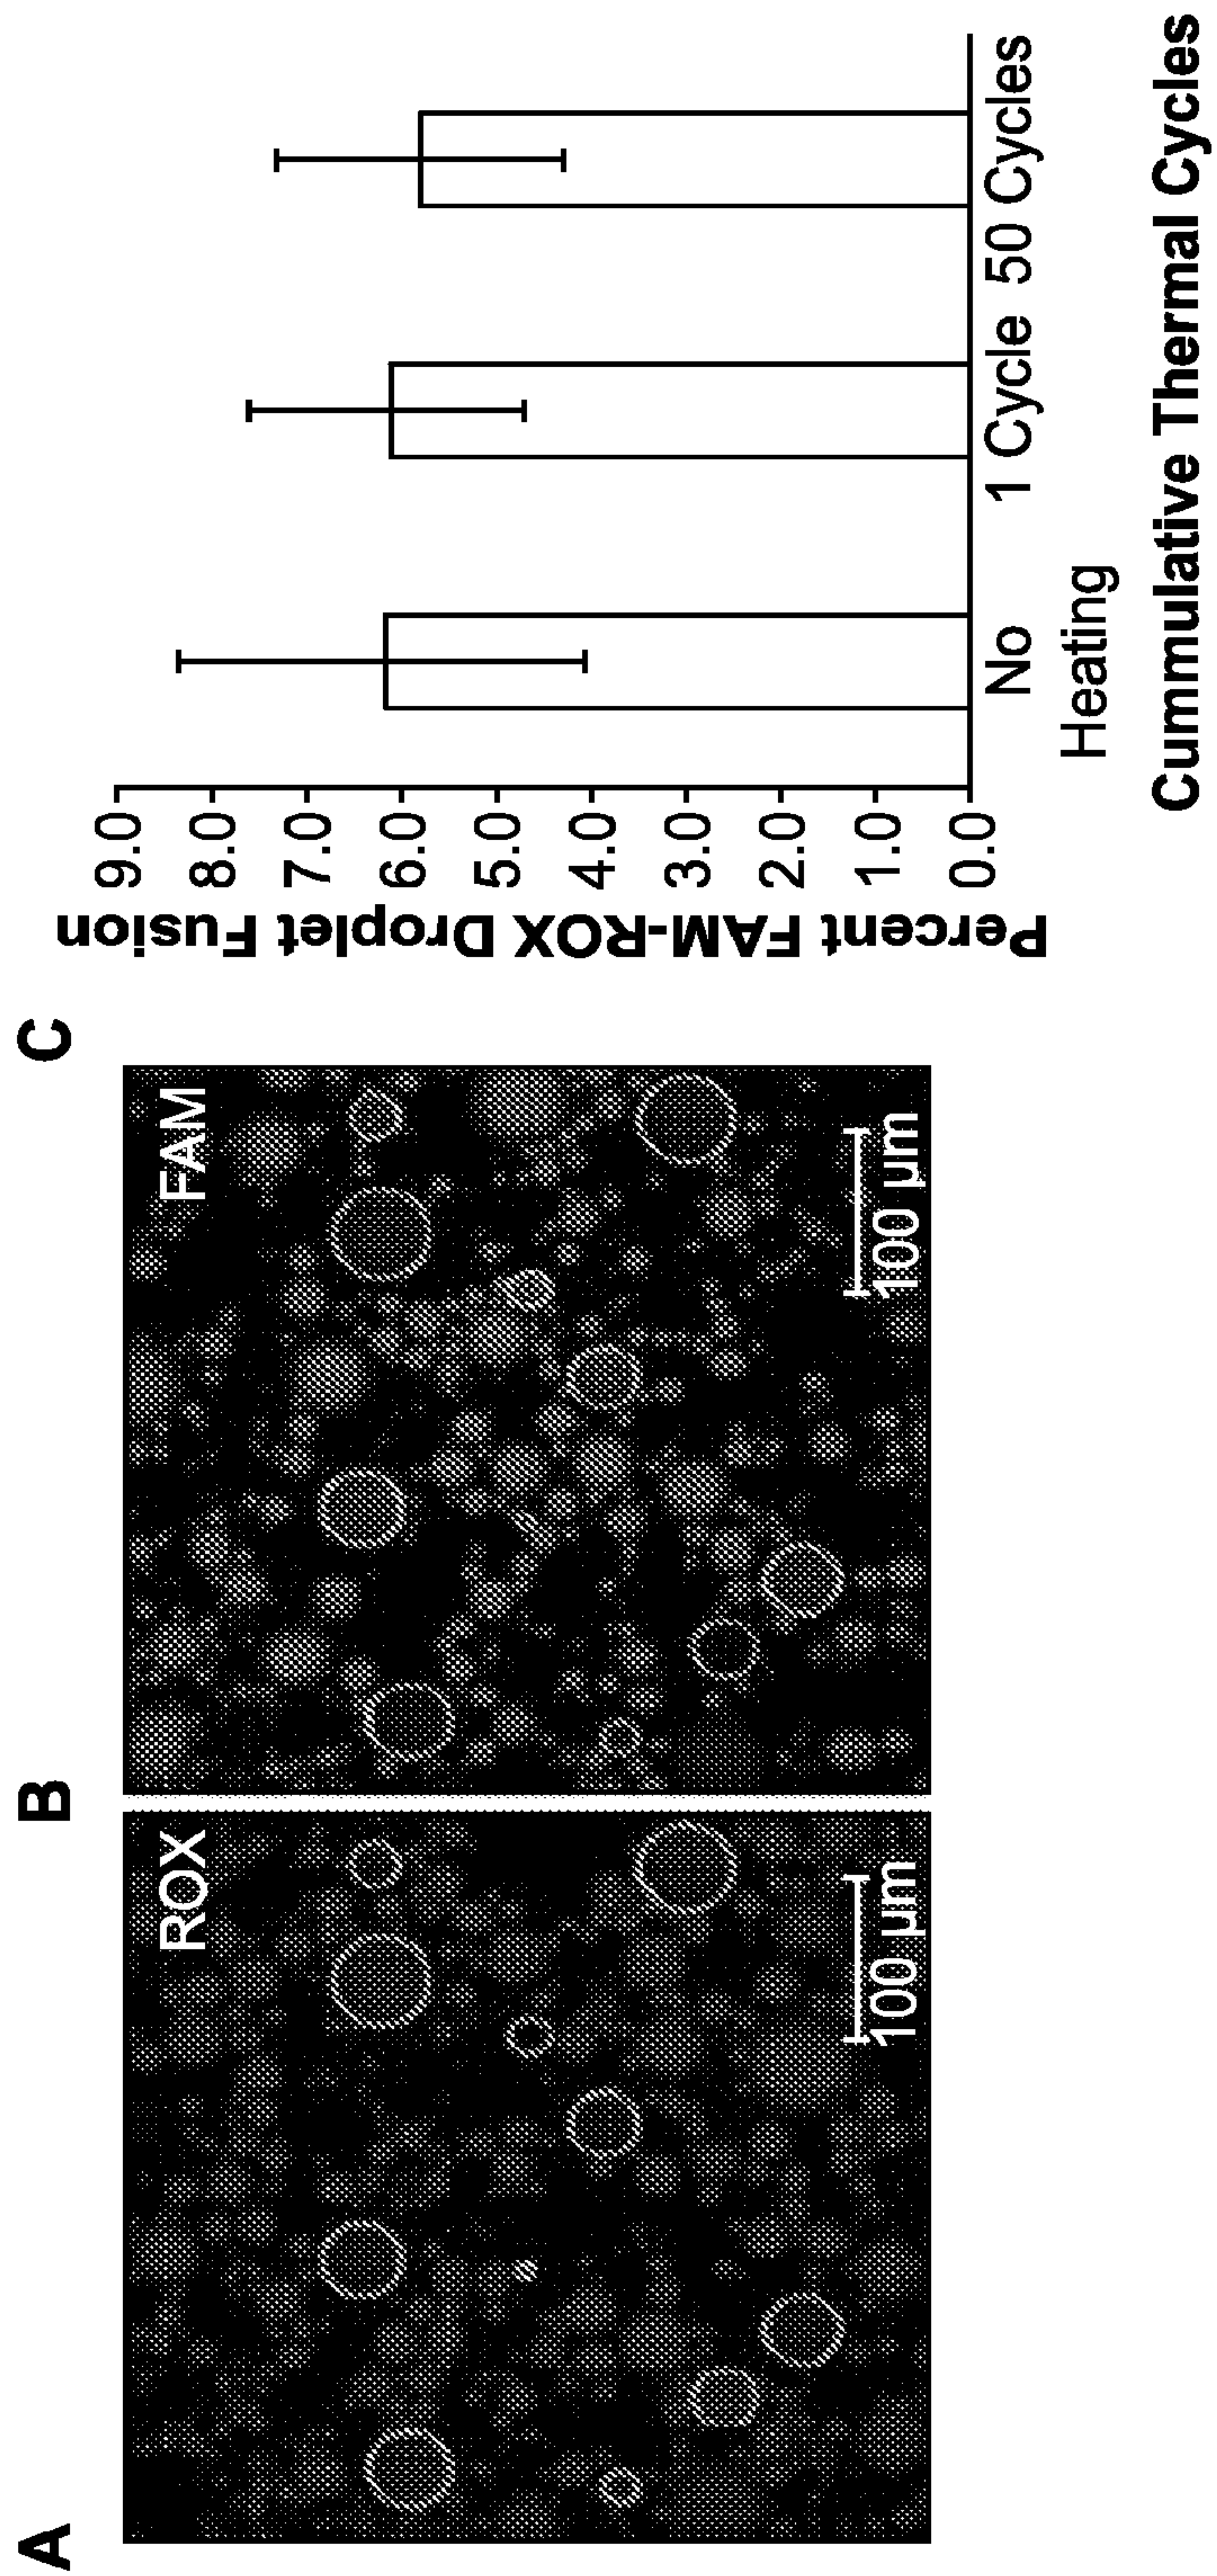 A
ROX
100 µm
B
FAM
100 µm
C
Percent FAM-ROX Droplet Fusion
9.0
8.0
7.0
6.0
5.0
4.0
3.0
2.0
1.0
0.0
No 1 Cycle 50 Cycles
Heating
Cummulative Thermal Cycles